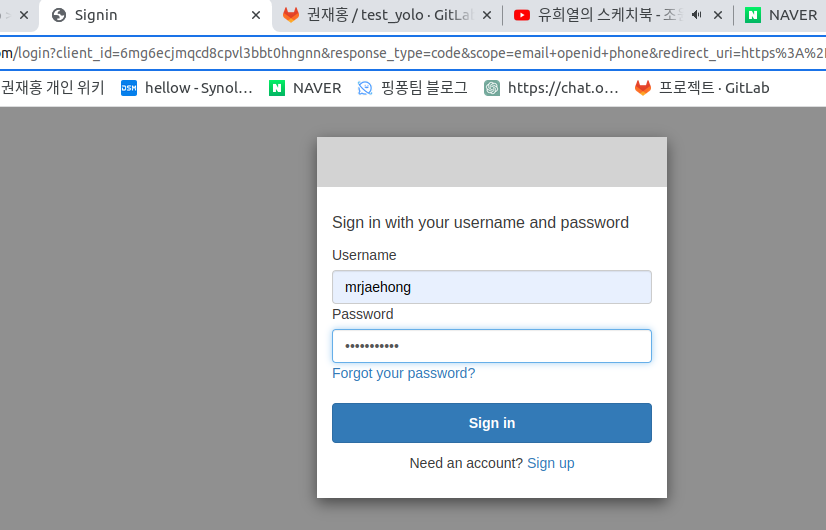 Signin
권재홍 / test_yolo · GitLab
유희열의 스케치북 -
NAVER
om/login?client_id=6mg6ecjmqcd8cpvl3bbt0hngnn&response_type=code&scope=email+openid+phone&redirect_uri=https%3A%2
권재홍 개인 위키
hellow - Synol...
NAVER
핑퐁팀 블로그
https://chat.o...
프로젝트 · GitLab
Sign in with your username and password
Username
mrjaehong
Password
•••••••••••
Forgot your password?
Sign in
Need an account? Sign up